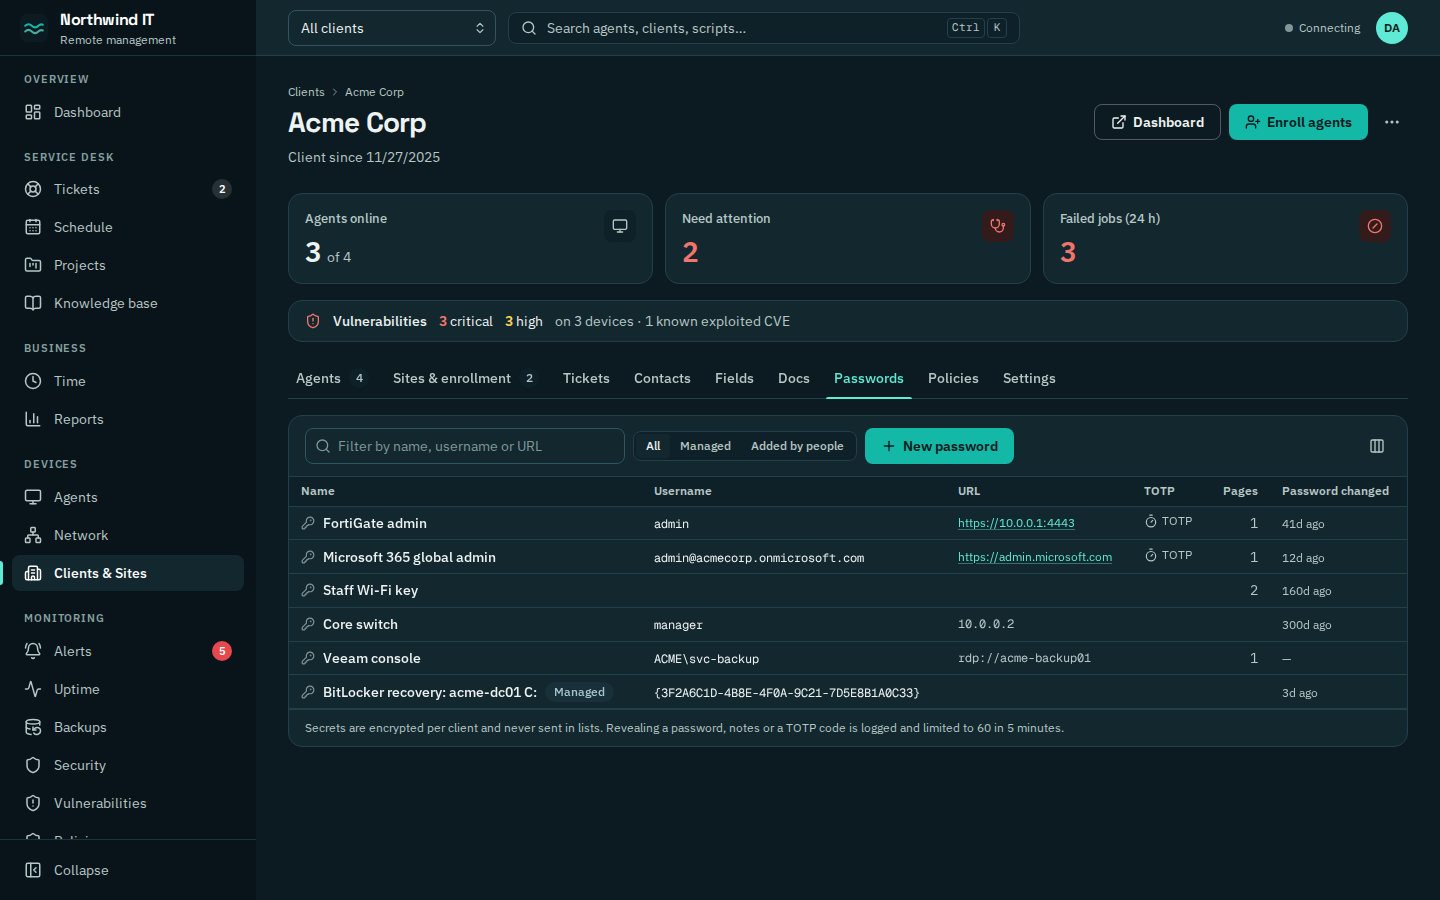 Northwind IT
Remote management
All clients
Search agents, clients, scripts...
Ctrl K
Connecting
DA
OVERVIEW
Dashboard
SERVICE DESK
Tickets 2
Schedule
Projects
Knowledge base
BUSINESS
Time
Reports
DEVICES
Agents
Network
Clients & Sites
MONITORING
Alerts 5
Uptime
Backups
Security
Vulnerabilities
Collapse
Clients > Acme Corp
Acme Corp
Client since 11/27/2025
Dashboard
Enroll agents
Agents online
3 of 4
Need attention
2
Failed jobs (24 h)
3
Vulnerabilities 3 critical 3 high on 3 devices · 1 known exploited CVE
Agents 4 Sites & enrollment 2 Tickets Contacts Fields Docs Passwords Policies Settings
Filter by name, username or URL All Managed Added by people + New password
Name Username URL TOTP Pages Password changed
FortiGate admin admin https://10.0.0.1:4443 TOTP 1 41d ago
Microsoft 365 global admin admin@acmecorp.onmicrosoft.com https://admin.microsoft.com TOTP 1 12d ago
Staff Wi-Fi key 2 160d ago
Core switch manager 10.0.0.2 300d ago
Veeam console ACME\svc-backup rdp://acme-backup01 1 —
BitLocker recovery: acme-dc01 C: Managed {3F2A6C1D-4B8E-4F0A-9C21-7D5E8B1A0C33} 3d ago
Secrets are encrypted per client and never sent in lists. Revealing a password, notes or a TOTP code is logged and limited to 60 in 5 minutes.